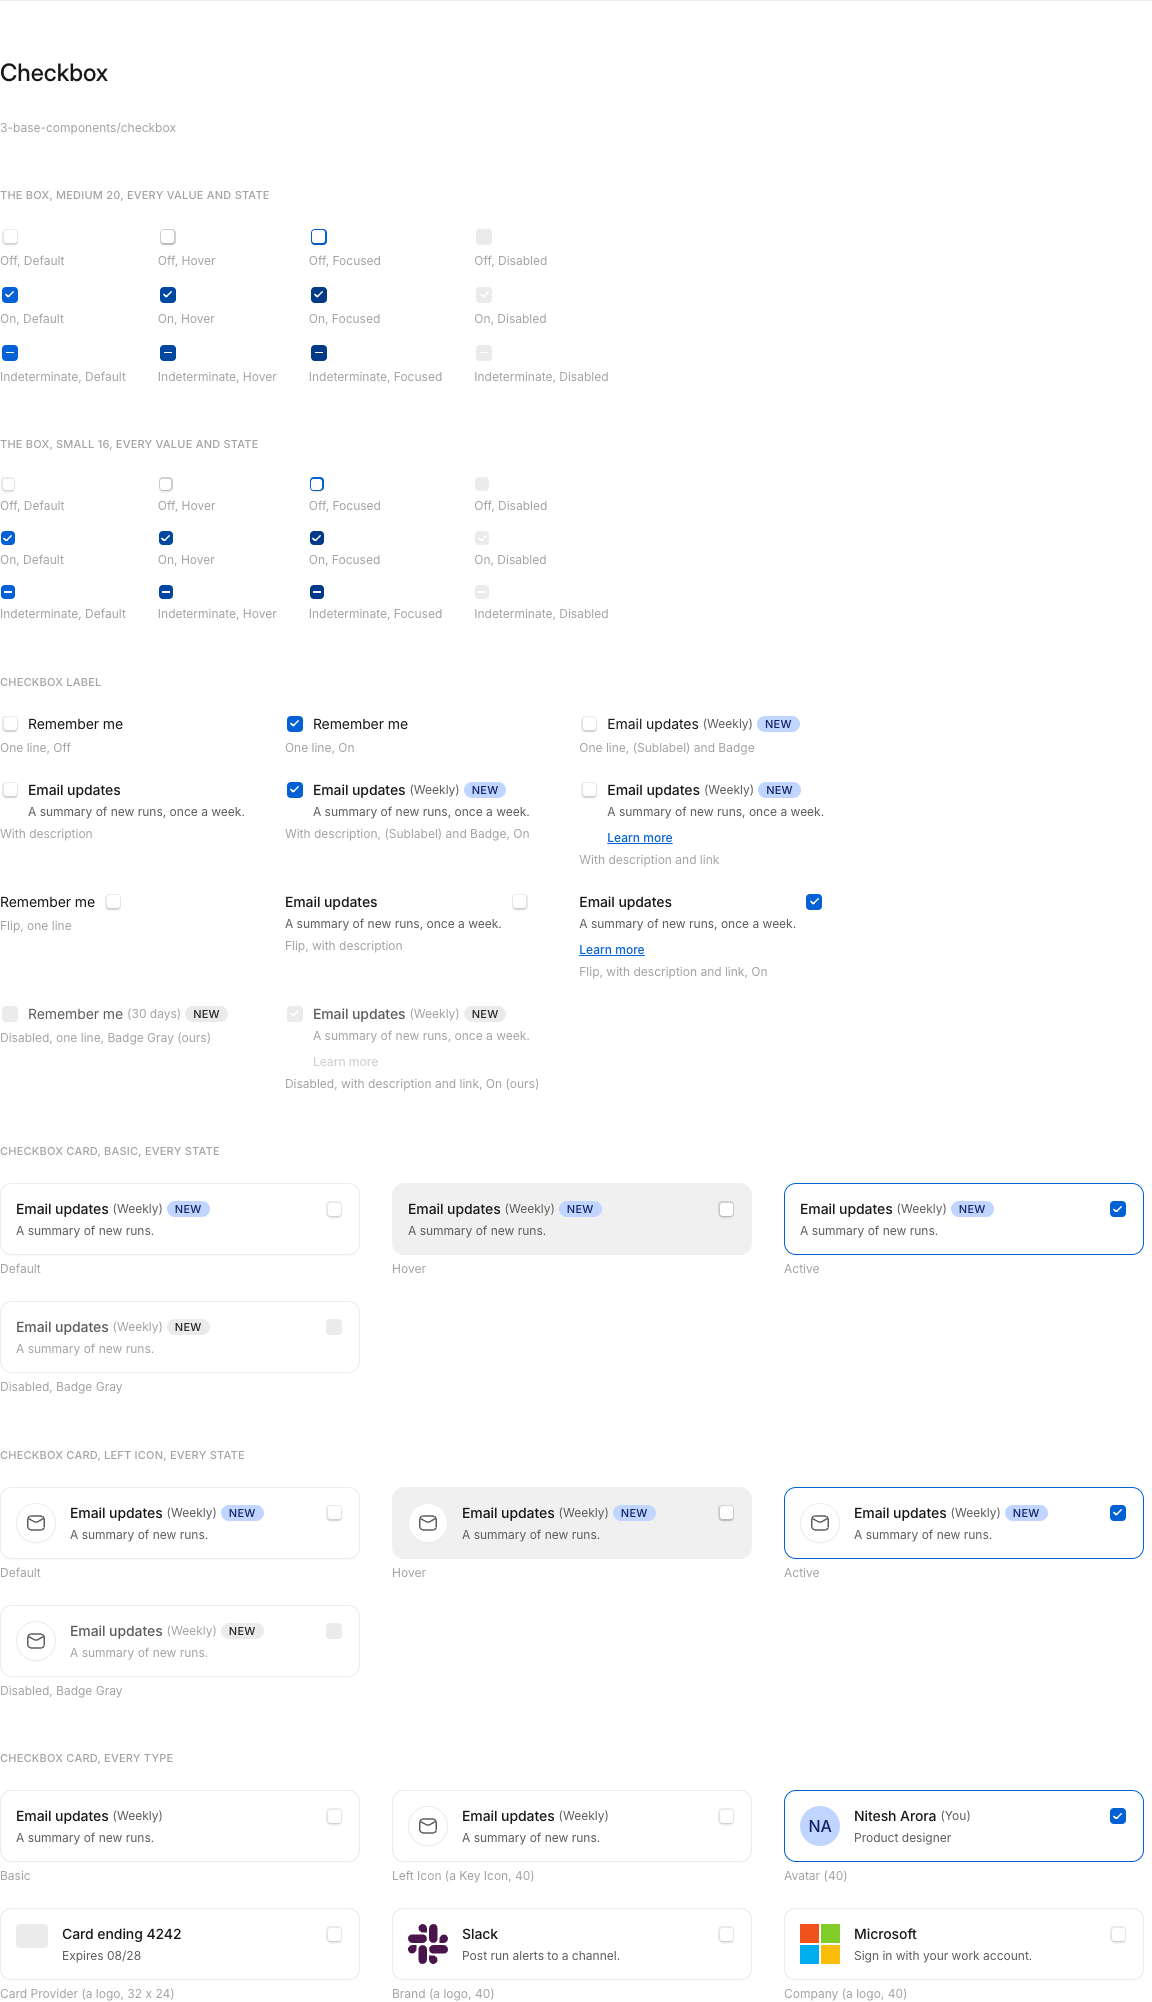 Checkbox
3-base-components/checkbox
THE BOX, MEDIUM 20, EVERY VALUE AND STATE
Off, Default
Off, Hover
Off, Focused
Off, Disabled
On, Default
On, Hover
On, Focused
On, Disabled
Indeterminate, Default
Indeterminate, Hover
Indeterminate, Focused
Indeterminate, Disabled
THE BOX, SMALL 16, EVERY VALUE AND STATE
Off, Default
Off, Hover
Off, Focused
Off, Disabled
On, Default
On, Hover
On, Focused
On, Disabled
Indeterminate, Default
Indeterminate, Hover
Indeterminate, Focused
Indeterminate, Disabled
CHECKBOX LABEL
Remember me
One line, Off
Remember me
One line, On
Email updates (Weekly) NEW
One line, (Sublabel) and Badge
Email updates
A summary of new runs, once a week.
With description
Email updates (Weekly) NEW
A summary of new runs, once a week.
With description, (Sublabel) and Badge, On
Email updates (Weekly) NEW
A summary of new runs, once a week.
Learn more
With description and link
Remember me
Flip, one line
Email updates
A summary of new runs, once a week.
Flip, with description
Email updates
A summary of new runs, once a week.
Learn more
Flip, with description and link, On
Remember me (30 days) NEW
Disabled, one line, Badge Gray (ours)
Email updates (Weekly) NEW
A summary of new runs, once a week.
Learn more
Disabled, with description and link, On (ours)
CHECKBOX CARD, BASIC, EVERY STATE
Email updates (Weekly) NEW
A summary of new runs.
Default
Email updates (Weekly) NEW
A summary of new runs.
Hover
Email updates (Weekly) NEW
A summary of new runs.
Active
Email updates (Weekly) NEW
A summary of new runs.
Disabled, Badge Gray
CHECKBOX CARD, LEFT ICON, EVERY STATE
Email updates (Weekly) NEW
A summary of new runs.
Default
Email updates (Weekly) NEW
A summary of new runs.
Hover
Email updates (Weekly) NEW
A summary of new runs.
Active
Email updates (Weekly) NEW
A summary of new runs.
Disabled, Badge Gray
CHECKBOX CARD, EVERY TYPE
Email updates (Weekly)
A summary of new runs.
Basic
Email updates (Weekly)
A summary of new runs.
Left Icon (a Key Icon, 40)
NA
Nitesh Arora (You)
Product designer
Avatar (40)
Card ending 4242
Expires 08/28
Card Provider (a logo, 32 x 24)
Slack
Post run alerts to a channel.
Brand (a logo, 40)
Microsoft
Sign in with your work account.
Company (a logo, 40)